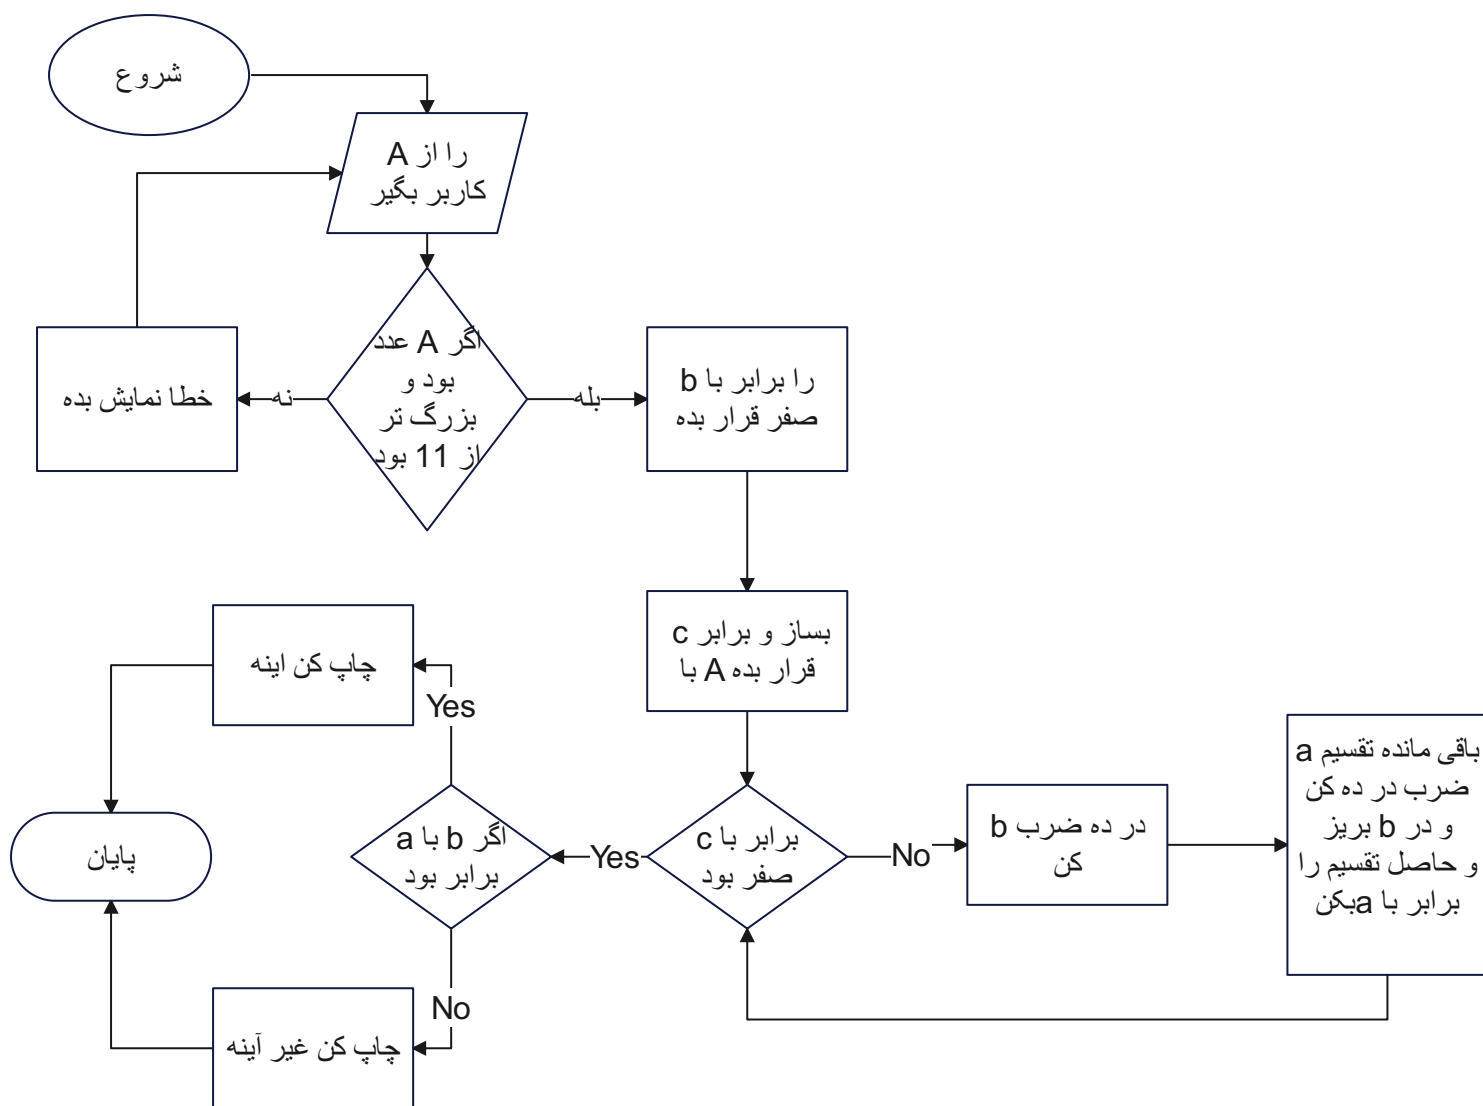 شروع
A را از
کاربر بگیر
اگر A عدد
بود و
بزرگ تر
از 11 بود
نه
خطا نمایش بده
بله
b را برابر با
صفر قرار بده
c بساز و برابر
با A قرار بده
c برابر با
صفر بود
No
b در ده ضرب
کن
a باقی مانده تقسیم
ضرب در ده کن
و در b بریز
و حاصل تقسیم را
برابر با aبکن
Yes
اگر b با a
برابر بود
Yes
چاپ کن اینه
No
چاپ کن غیر آینه
پایان